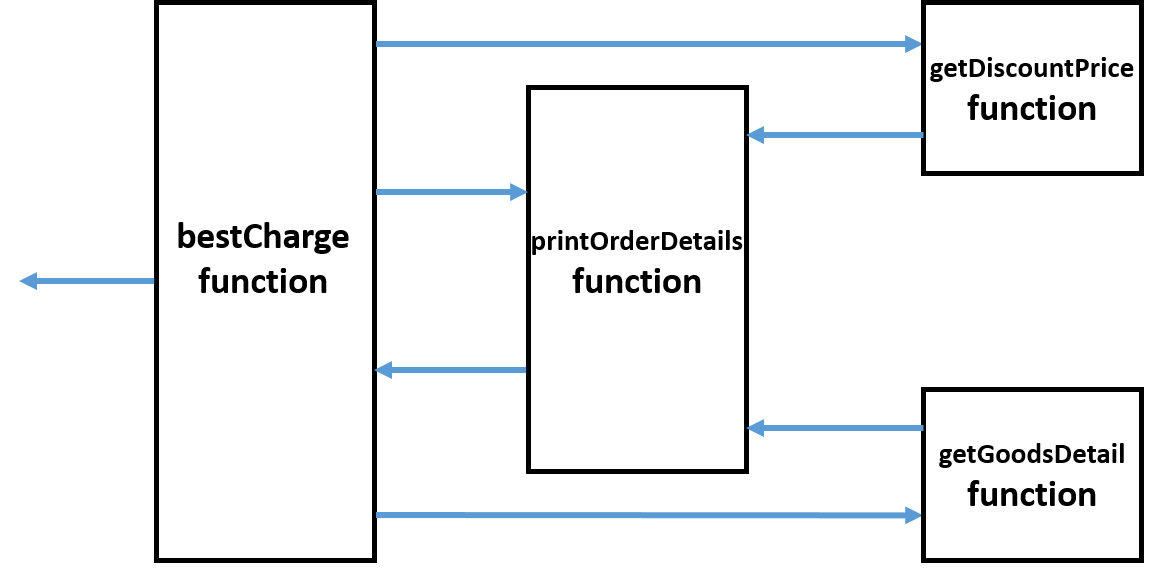 bestCharge
function
printOrderDetails
function
getDiscountPrice
function
getGoodsDetail
function